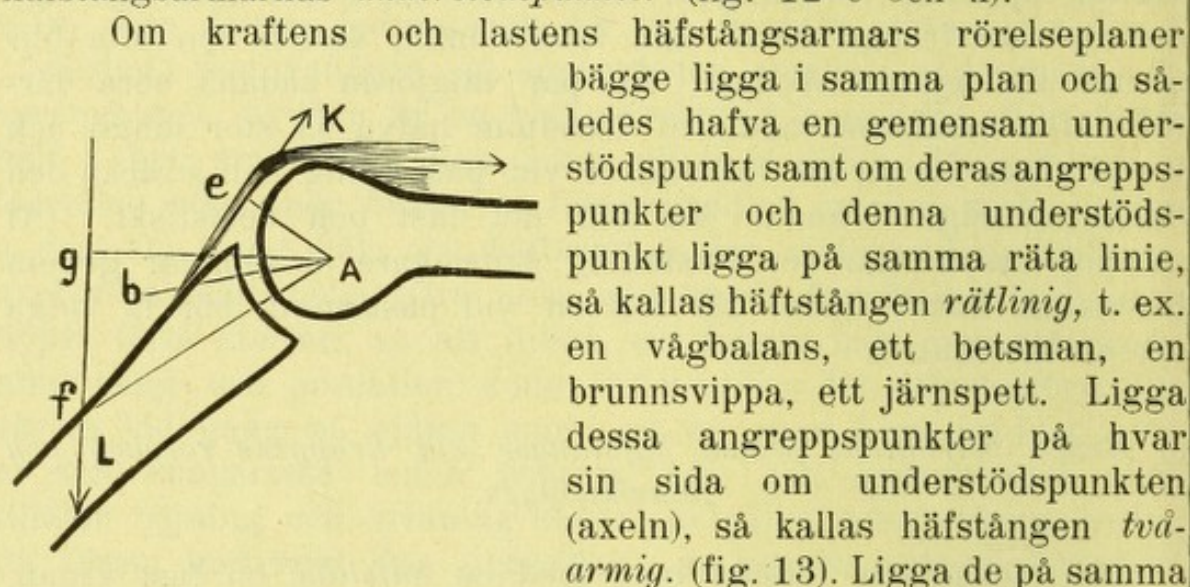 (fig.
Om kraftens och lastens häfstångsarmars rörelseplaner
bägge ligga i samma plan och så-
ledes hafva en gemensam under-
stödspunkt samt om deras angrepps-
punkter och denna understöds-
punkt ligga på samma räta linie,
så kallas häftstången rätlinig, t. ex.
en vågbalans, ett betsman, en
brunnsvippa, ett järnspett. Ligga
dessa angreppspunkter på hvar
sin sida om understödspunkten
(axeln), så kallas häfstången två-
armig. (fig. 13). Ligga de på samma
K
e
g
b
A
f
L